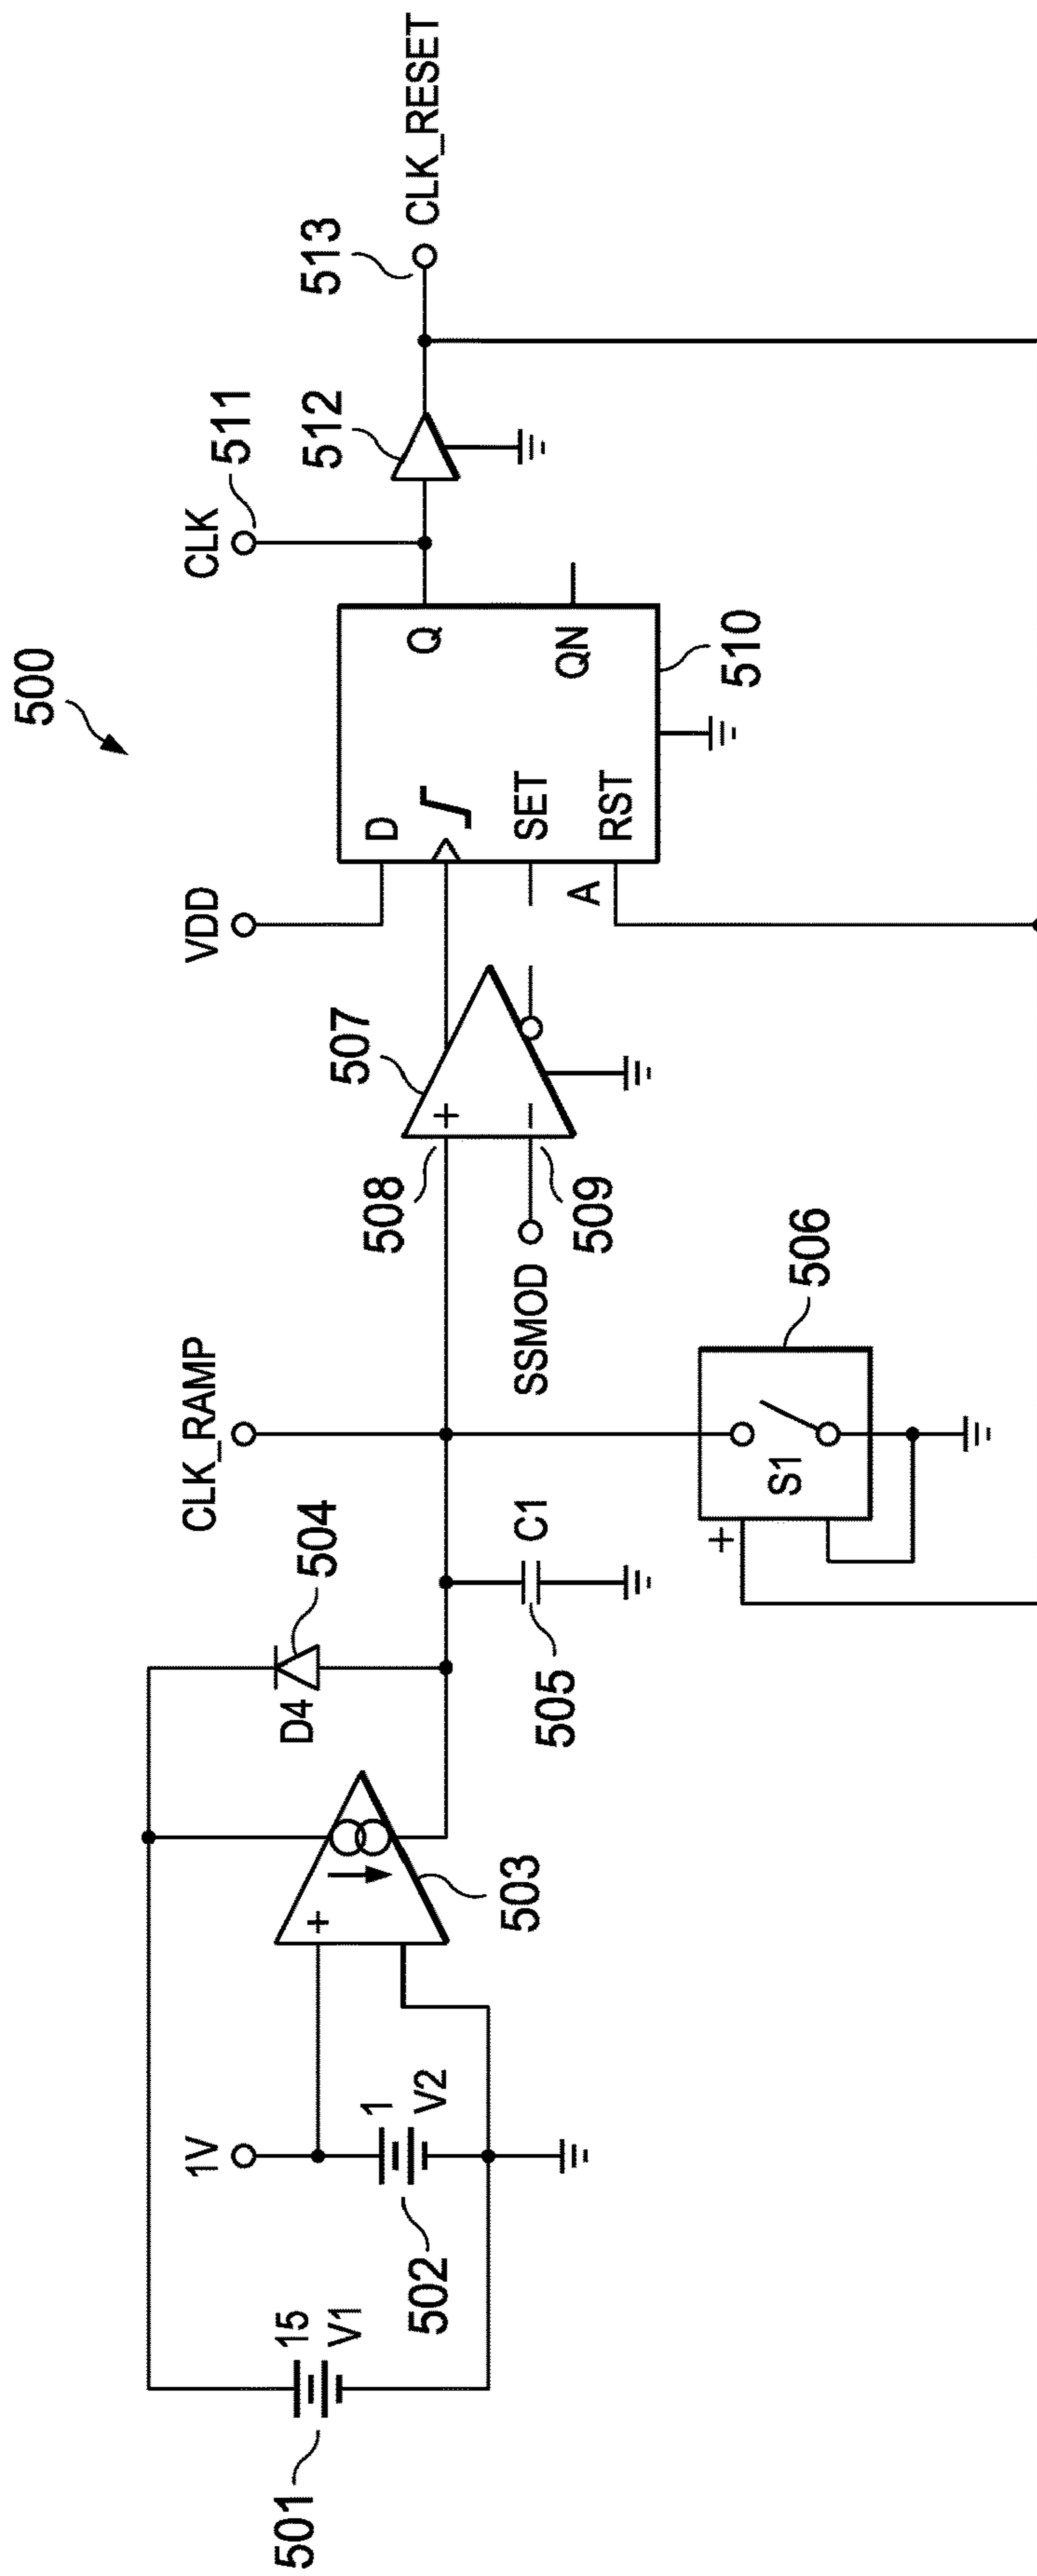 500
501
15
V1
502
1V
1
V2
+
503
D4
504
505
C1
CLK_RAMP
+
S1
506
508
+
507
SSMOD
−
509
VDD
D
SET
A
RST
Q
QN
510
CLK
511
512
513
CLK_RESET